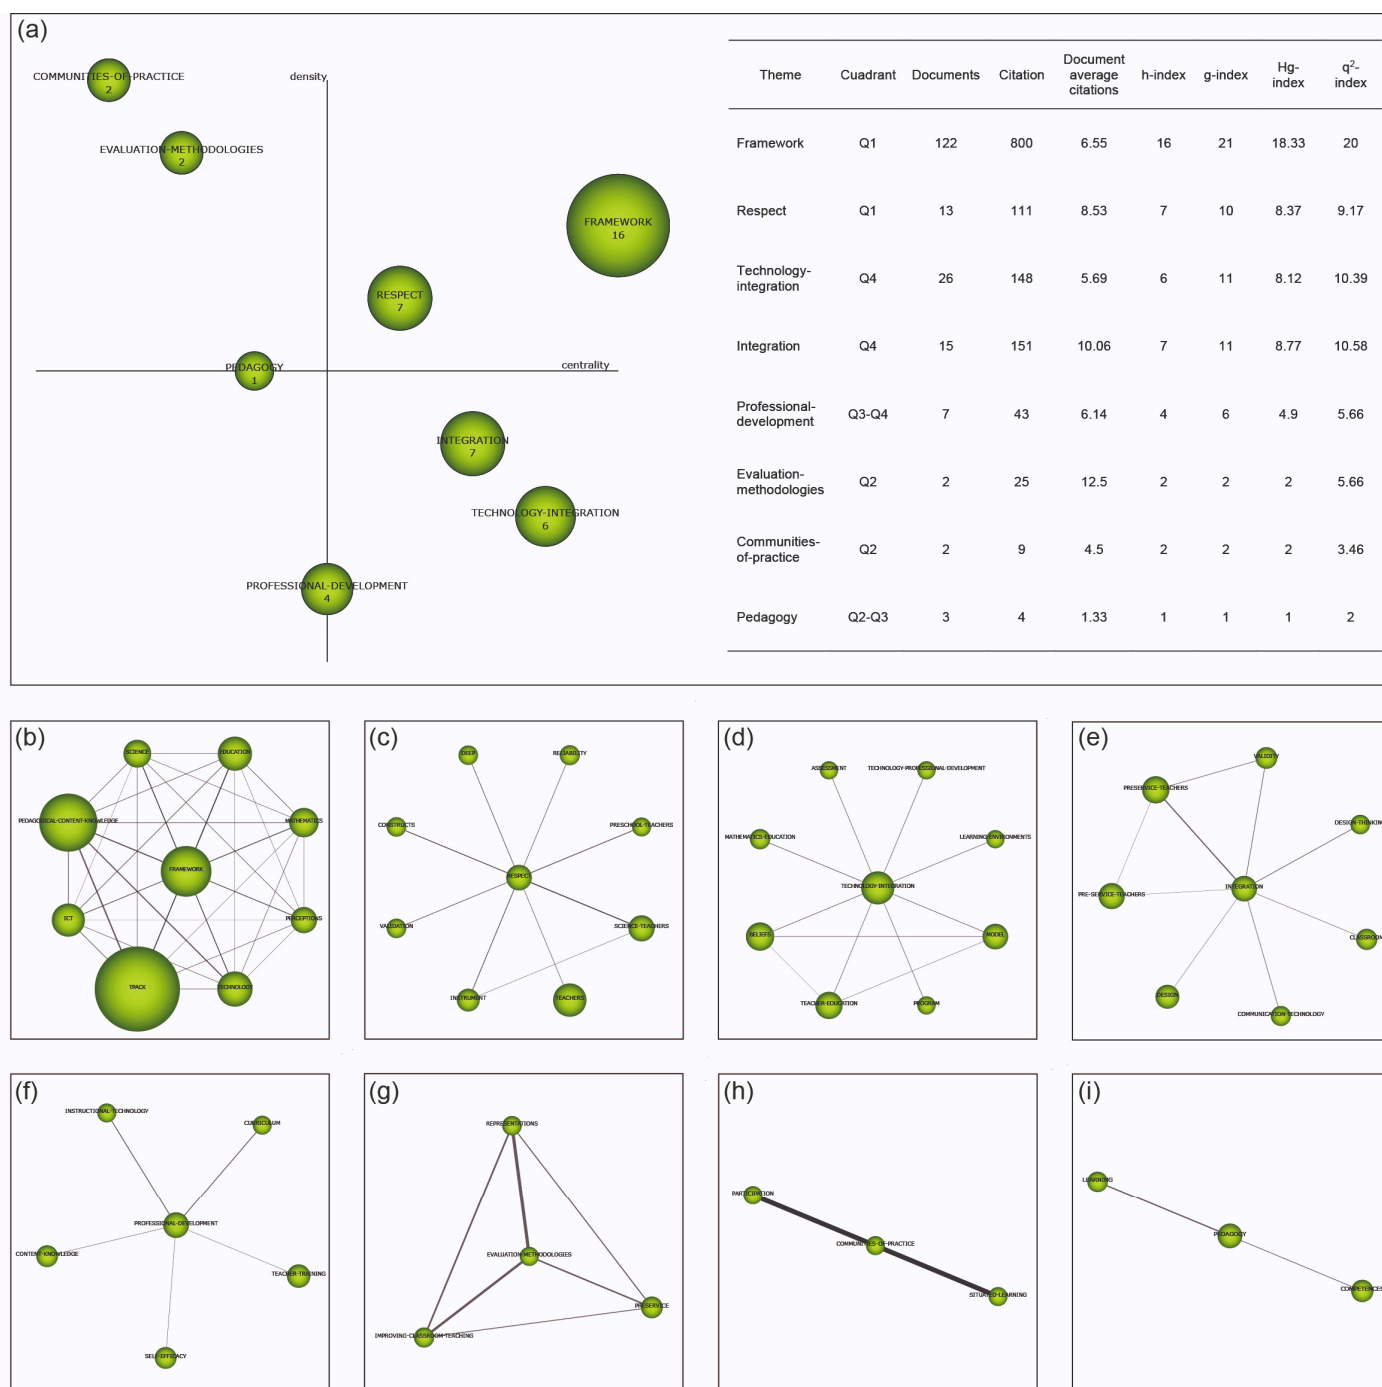 (a)
COMMUNITIES-OF-PRACTICE
2
density
EVALUATION-METHODOLOGIES
2
FRAMEWORK
16
RESPECT
7
PEDAGOGY
1
centrality
INTEGRATION
7
TECHNOLOGY-INTEGRATION
6
PROFESSIONAL-DEVELOPMENT
4
Theme Cuadrant Documents Citation Document average citations h-index g-index Hg-index q²-index
Framework Q1 122 800 6.55 16 21 18.33 20
Respect Q1 13 111 8.53 7 10 8.37 9.17
Technology-integration Q4 26 148 5.69 6 11 8.12 10.39
Integration Q4 15 151 10.06 7 11 8.77 10.58
Professional-development Q3-Q4 7 43 6.14 4 6 4.9 5.66
Evaluation-methodologies Q2 2 25 12.5 2 2 2 5.66
Communities-of-practice Q2 2 9 4.5 2 2 2 3.46
Pedagogy Q2-Q3 3 4 1.33 1 1 1 2
(b)
SCIENCE
EDUCATION
PEDAGOGICAL-CONTENT-KNOWLEDGE
MATHEMATICS
FRAMEWORK
ICT
PERCEPTIONS
TPACK
TECHNOLOGY
(c)
DEEP
RELIABILITY
CONSTRUCTS
PRESCHOOL-TEACHERS
RESPECT
VALIDATION
SCIENCE-TEACHERS
INSTRUMENT
TEACHERS
(d)
ASSESSMENT
TECHNOLOGY-PROFESSIONAL-DEVELOPMENT
MATHEMATICS-EDUCATION
LEARNING-ENVIRONMENTS
TECHNOLOGY-INTEGRATION
BELIEFS
MODEL
TEACHER-EDUCATION
PROGRAM
(e)
VALIDITY
PRESERVICE-TEACHERS
DESIGN-THINKING
PRE-SERVICE-TEACHERS
INTEGRATION
CLASSROOM
DESIGN
COMMUNICATION-TECHNOLOGY
(f)
INSTRUCTIONAL-TECHNOLOGY
CURRICULUM
PROFESSIONAL-DEVELOPMENT
CONTENT-KNOWLEDGE
TEACHER-TRAINING
SELF-EFFICACY
(g)
REPRESENTATIONS
EVALUATION-METHODOLOGIES
PRESERVICE
IMPROVING-CLASSROOM-TEACHING
(h)
PARTICIPATION
COMMUNITIES-OF-PRACTICE
SITUATED-LEARNING
(i)
LEARNING
PEDAGOGY
COMPETENCES